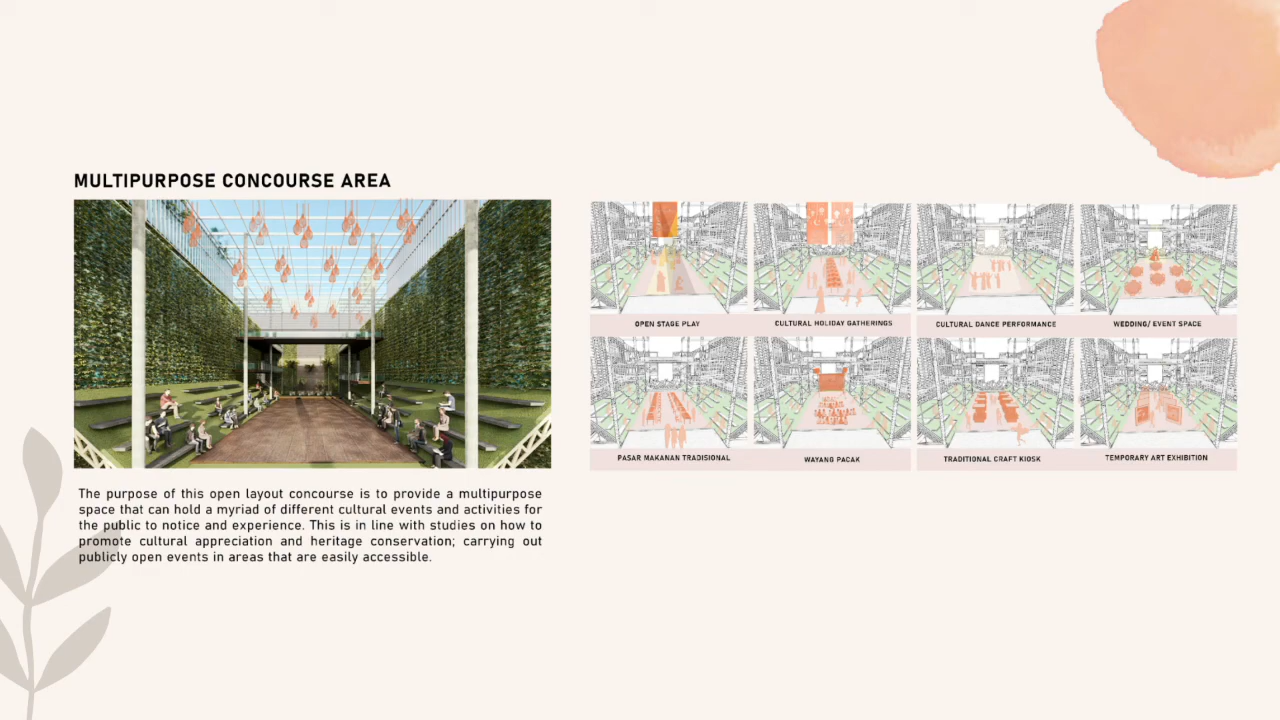 MULTIPURPOSE CONCOURSE AREA
OPEN STAGE PLAY
CULTURAL HOLIDAY GATHERINGS
CULTURAL DANCE PERFORMANCE
WEDDING/ EVENT SPACE
PASAR MAKANAN TRADISIONAL
WAYANG PACAK
TRADITIONAL CRAFT KIOSK
TEMPORARY ART EXHIBITION
The purpose of this open layout concourse is to provide a multipurpose
space that can hold a myriad of different cultural events and activities for
the public to notice and experience. This is in line with studies on how to
promote cultural appreciation and heritage conservation; carrying out
publicly open events in areas that are easily accessible.